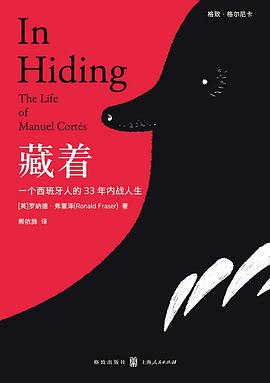 格致·格尔尼卡
In
Hiding
The Life
of
Manuel Cortés
藏着
一个西班牙人的 33 年内战人生
[英]罗纳德·弗雷泽(Ronald Fraser) 著
熊依旖 译
格致出版社 上海人民出版社